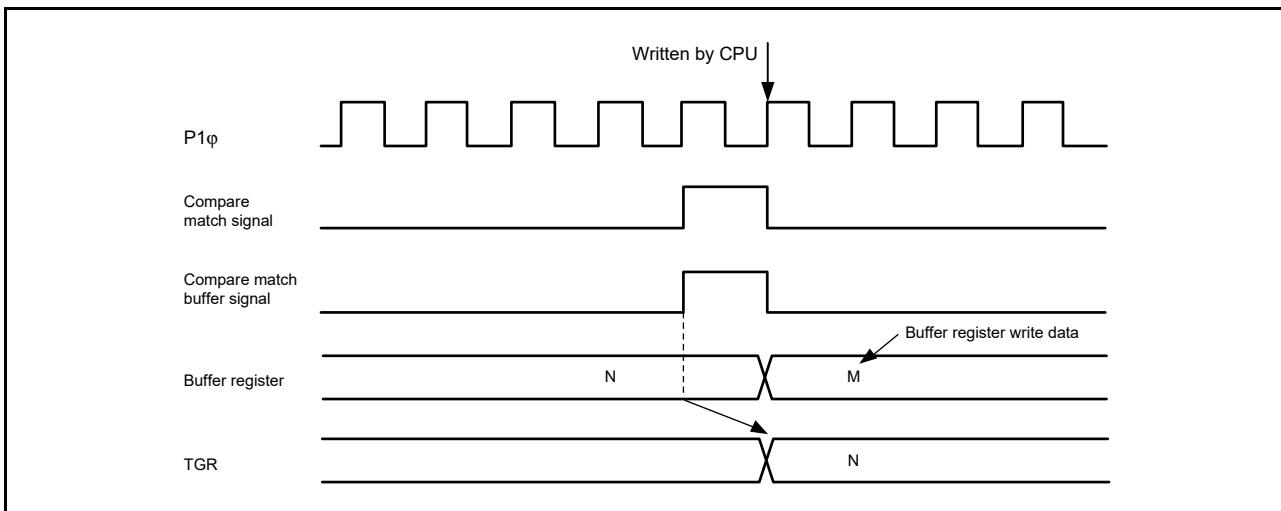 Written by CPU
P1φ
Compare
match signal
Compare match
buffer signal
Buffer register write data
Buffer register
N
M
TGR
N